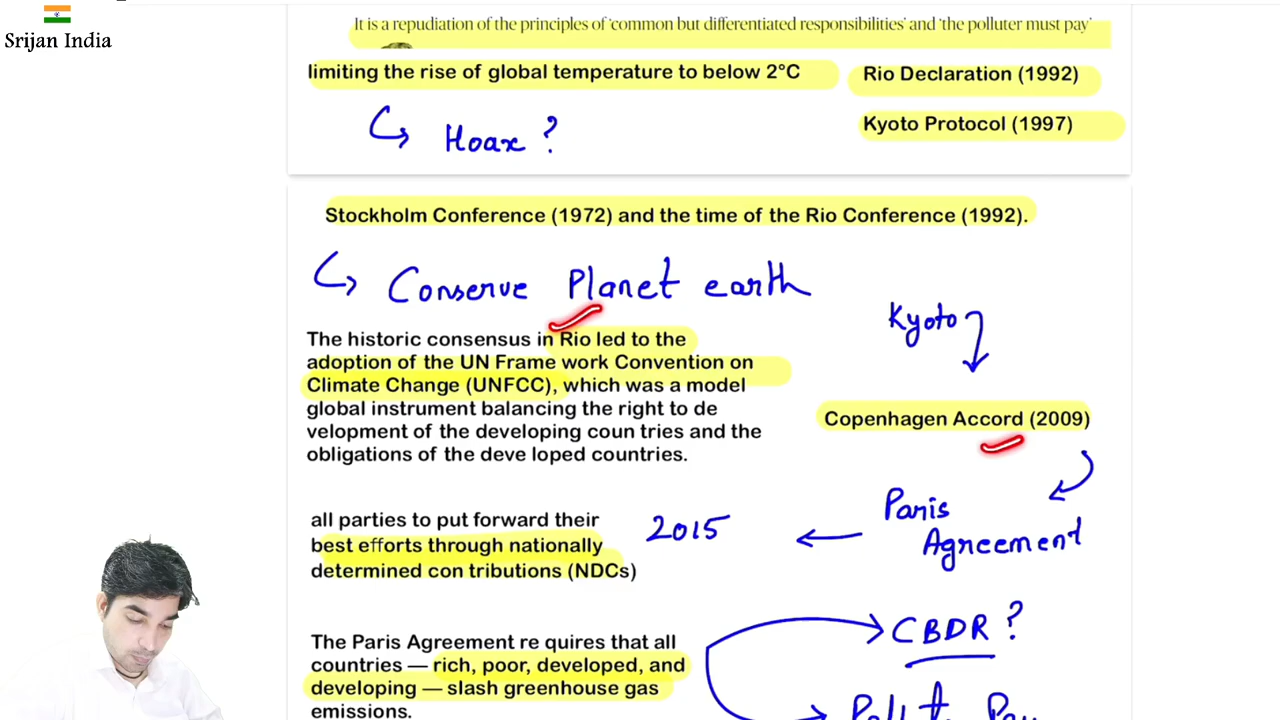 Srijan India
It is a repudiation of the principles of 'common but differentiated responsibilities' and 'the polluter must pay'
limiting the rise of global temperature to below 2°C
Rio Declaration (1992)
Kyoto Protocol (1997)
Hoax ?
Stockholm Conference (1972) and the time of the Rio Conference (1992).
Conserve Planet earth
The historic consensus in Rio led to the
adoption of the UN Frame work Convention on
Climate Change (UNFCC), which was a model
global instrument balancing the right to de
velopment of the developing coun tries and the
obligations of the deve loped countries.
Kyoto
Copenhagen Accord (2009)
Paris
Agreement
2015
all parties to put forward their
best efforts through nationally
determined con tributions (NDCs)
CBDR ?
The Paris Agreement re quires that all
countries — rich, poor, developed, and
developing — slash greenhouse gas
emissions.